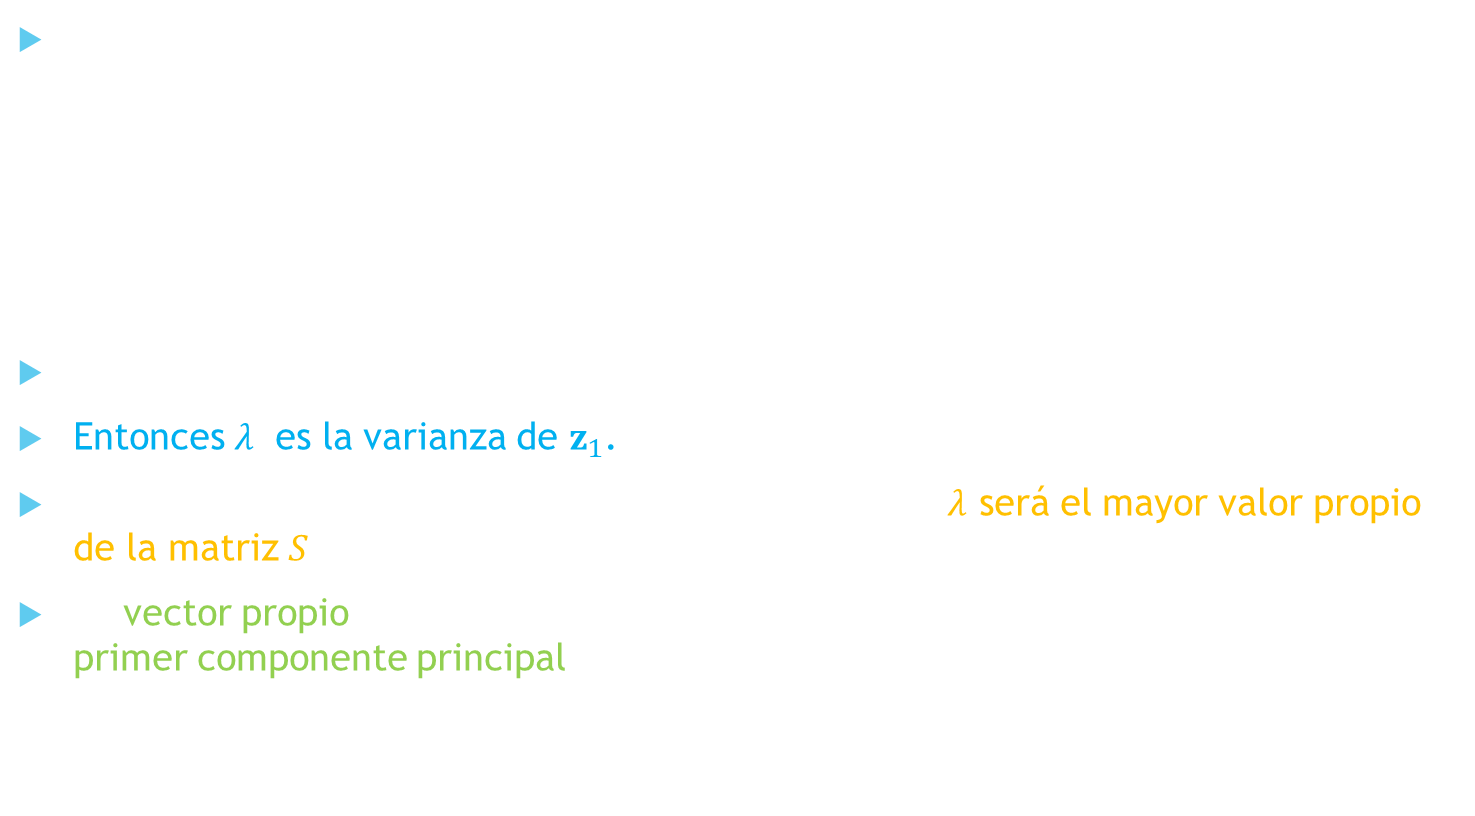 Entonces 𝜆 es la varianza de 𝐳₁.
𝜆 será el mayor valor propio
de la matriz 𝑆
vector propio
primer componente principal